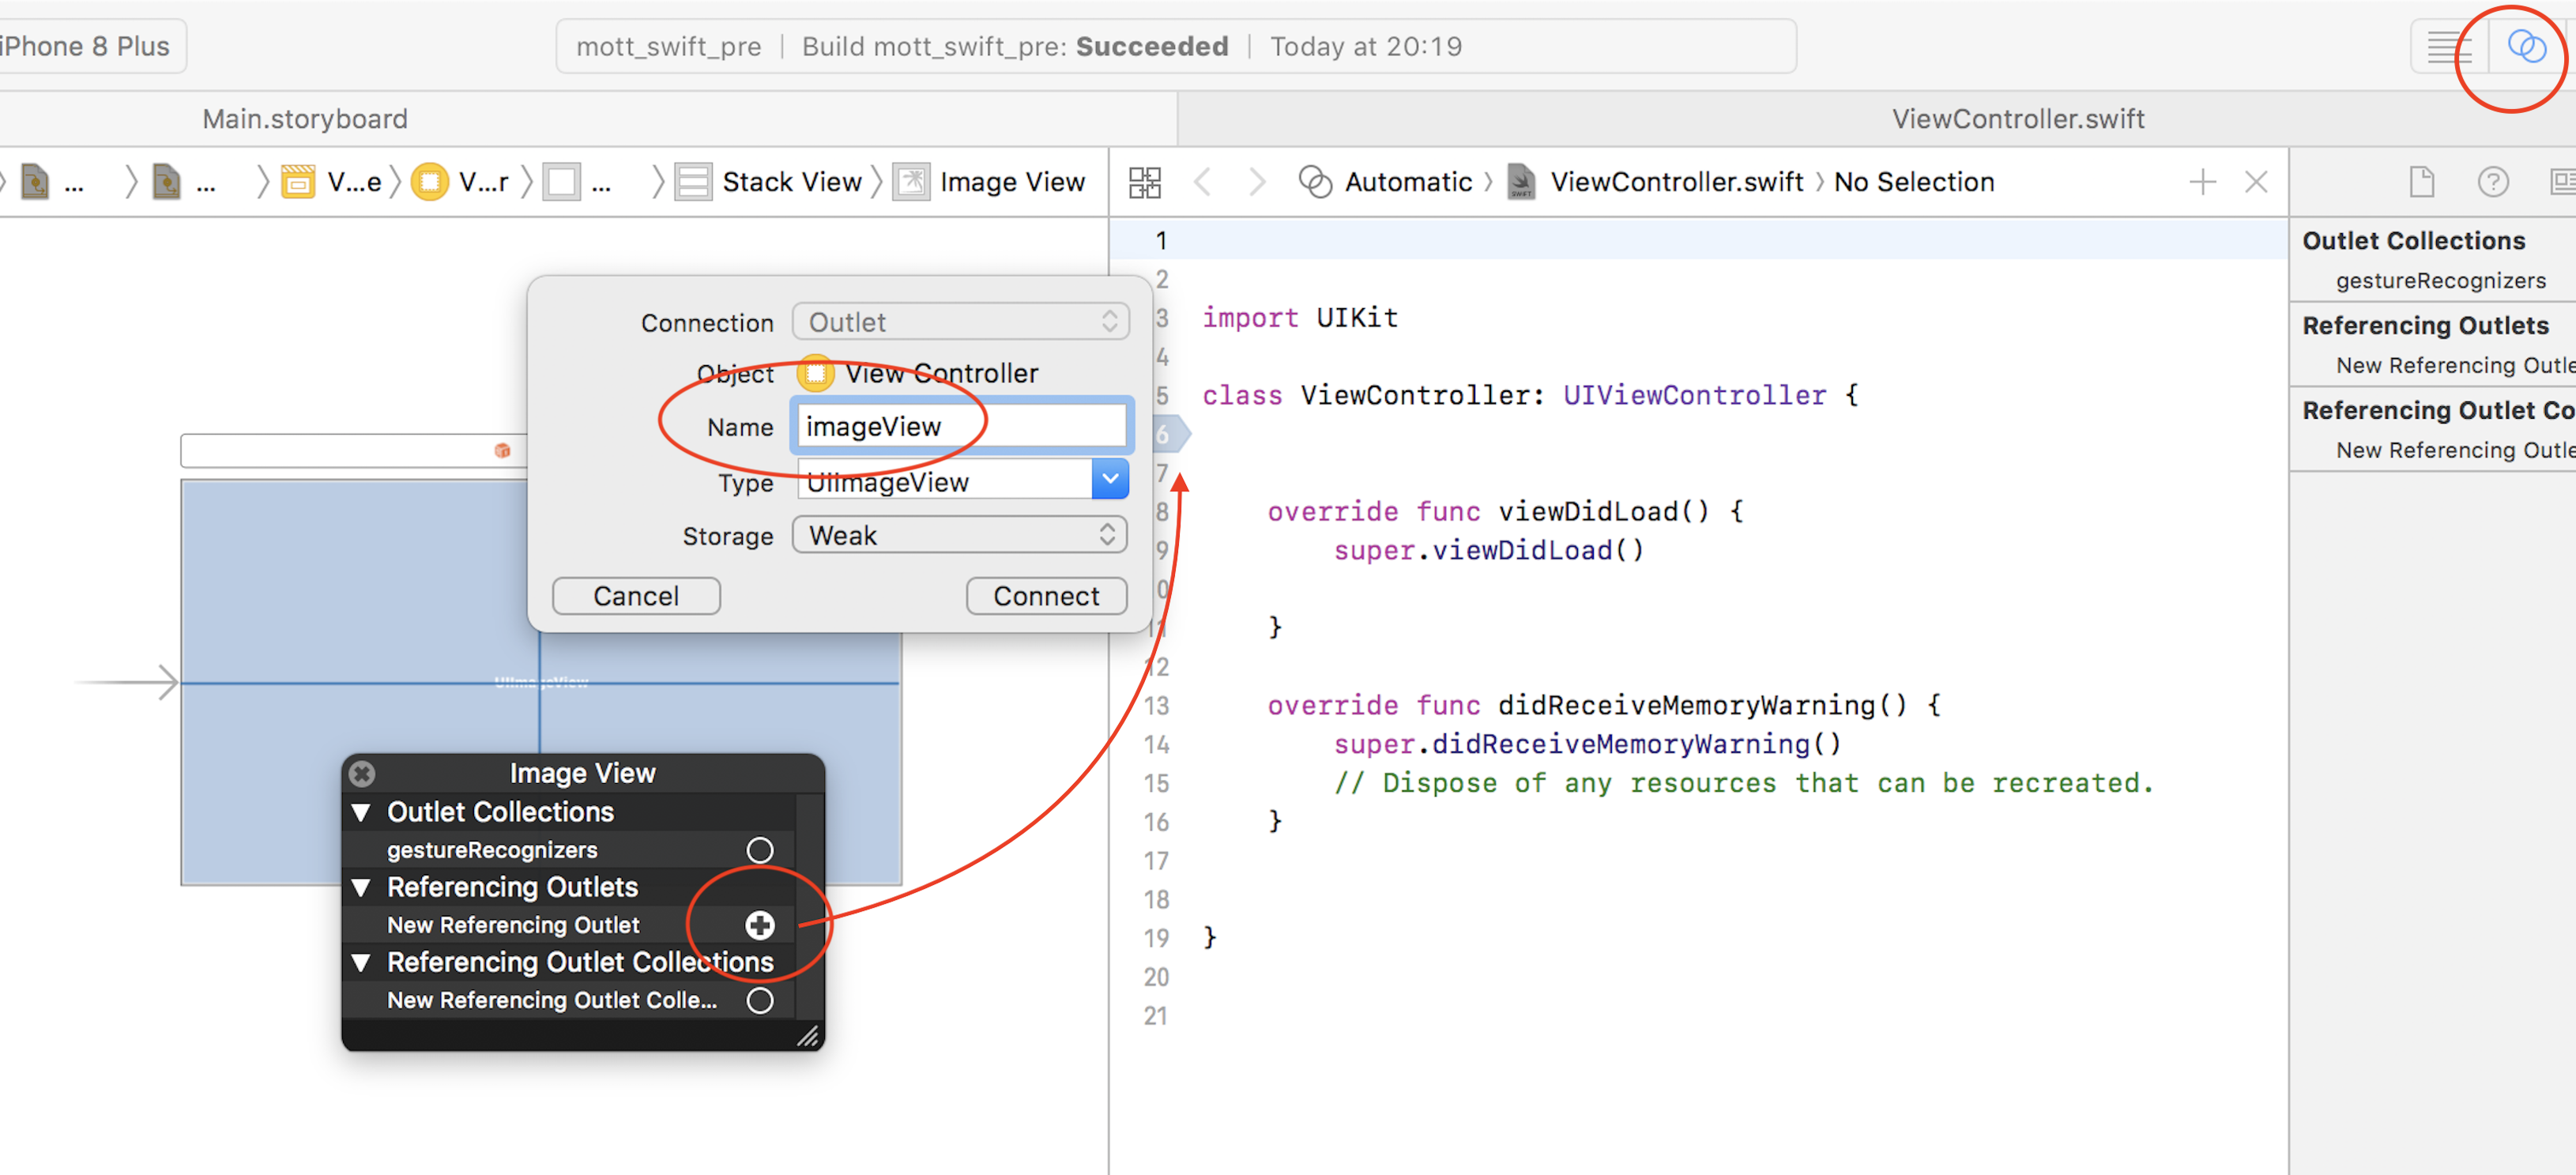 iPhone 8 Plus
mott_swift_pre | Build mott_swift_pre: Succeeded | Today at 20:19
Main.storyboard
ViewController.swift
... ... V...e V...r ... Stack View Image View
Automatic ViewController.swift No Selection
Connection Outlet
Object View Controller
Name imageView
Type UIImageView
Storage Weak
Cancel Connect
UIImageView
Image View
Outlet Collections
gestureRecognizers
Referencing Outlets
New Referencing Outlet
Referencing Outlet Collections
New Referencing Outlet Colle...
1
2
3 import UIKit
4
5 class ViewController: UIViewController {
6
7
8 override func viewDidLoad() {
9 super.viewDidLoad()
0
11 }
12
13 override func didReceiveMemoryWarning() {
14 super.didReceiveMemoryWarning()
15 // Dispose of any resources that can be recreated.
16 }
17
18
19 }
20
21
Outlet Collections
gestureRecognizers
Referencing Outlets
New Referencing Outle
Referencing Outlet Co
New Referencing Outle